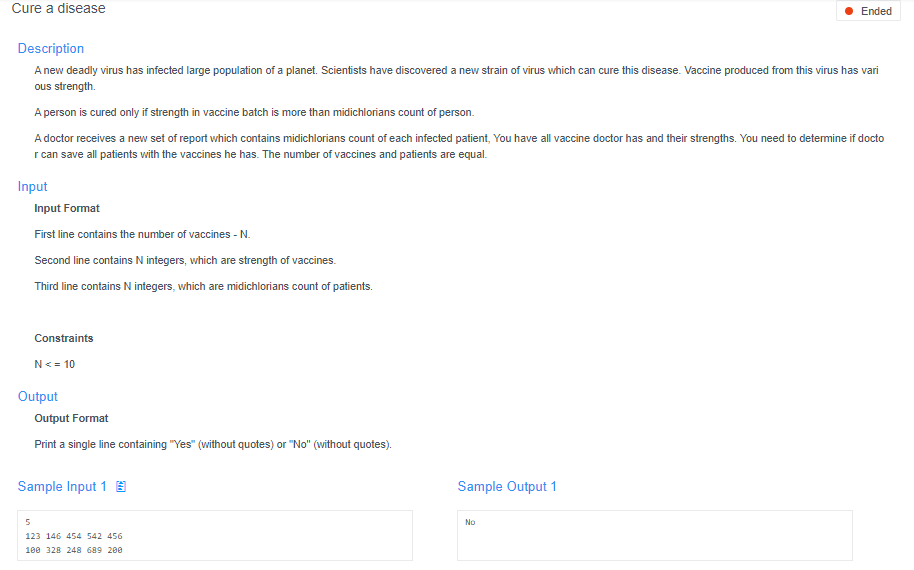 Cure a disease
Ended
Description
A new deadly virus has infected large population of a planet. Scientists have discovered a new strain of virus which can cure this disease. Vaccine produced from this virus has vari
ous strength.
A person is cured only if strength in vaccine batch is more than midichlorians count of person.
A doctor receives a new set of report which contains midichlorians count of each infected patient, You have all vaccine doctor has and their strengths. You need to determine if docto
r can save all patients with the vaccines he has. The number of vaccines and patients are equal.
Input
Input Format
First line contains the number of vaccines - N.
Second line contains N integers, which are strength of vaccines.
Third line contains N integers, which are midichlorians count of patients.
Constraints
N < = 10
Output
Output Format
Print a single line containing "Yes" (without quotes) or "No" (without quotes).
Sample Input 1
5
123 146 454 542 456
100 328 248 689 200
Sample Output 1
No